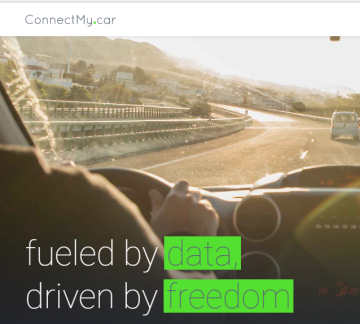 ConnectMy.car
fueled by data,
driven by freedom